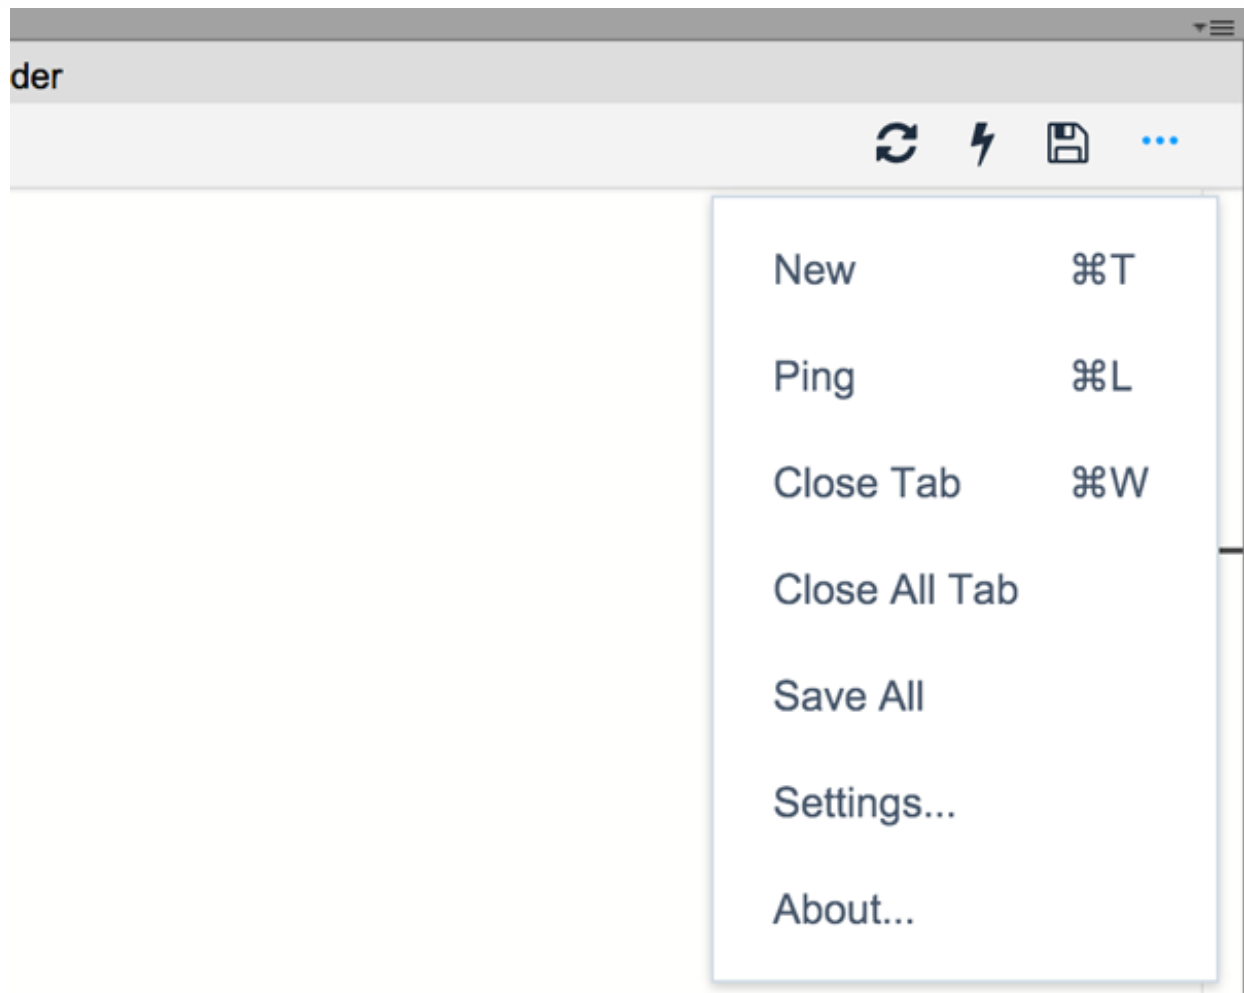 der
New ⌘T
Ping ⌘L
Close Tab ⌘W
Close All Tab
Save All
Settings...
About...